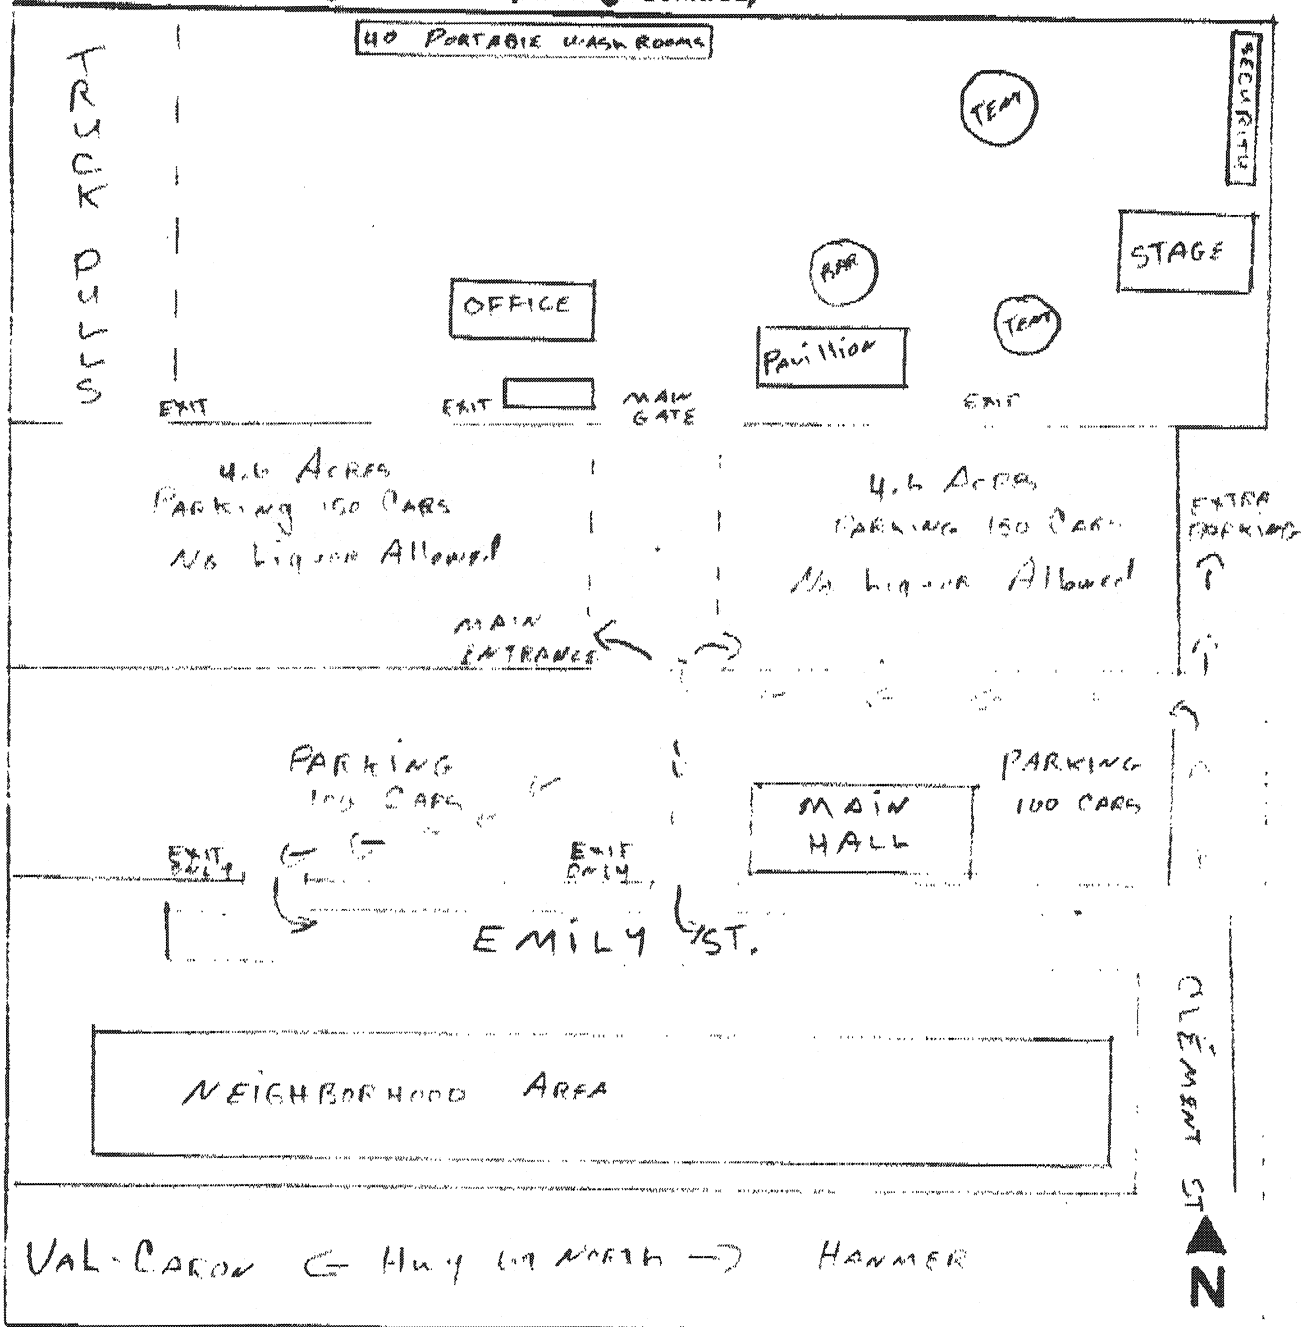 40 PORTABLE WASH ROOMS
TRUCK PULLS
TENT
SECURITY
STAGE
BAR
OFFICE
TENT
Pavillion
EXIT
EXIT
MAIN
GATE
EXIT
4.6 ACRES
PARKING 150 CARS
No Liquor Allowed
4.6 ACRES
PARKING 150 CARS
No Liquor Allowed
EXTRA
PARKING
MAIN
ENTRANCE
PARKING
100 CARS
MAIN
HALL
PARKING
100 CARS
EXIT
ONLY
EXIT
ONLY
EMILY ST.
CLÉMENT ST
NEIGHBORHOOD AREA
VAL-CARON ← Hwy 69 NORTH → HANMER
N